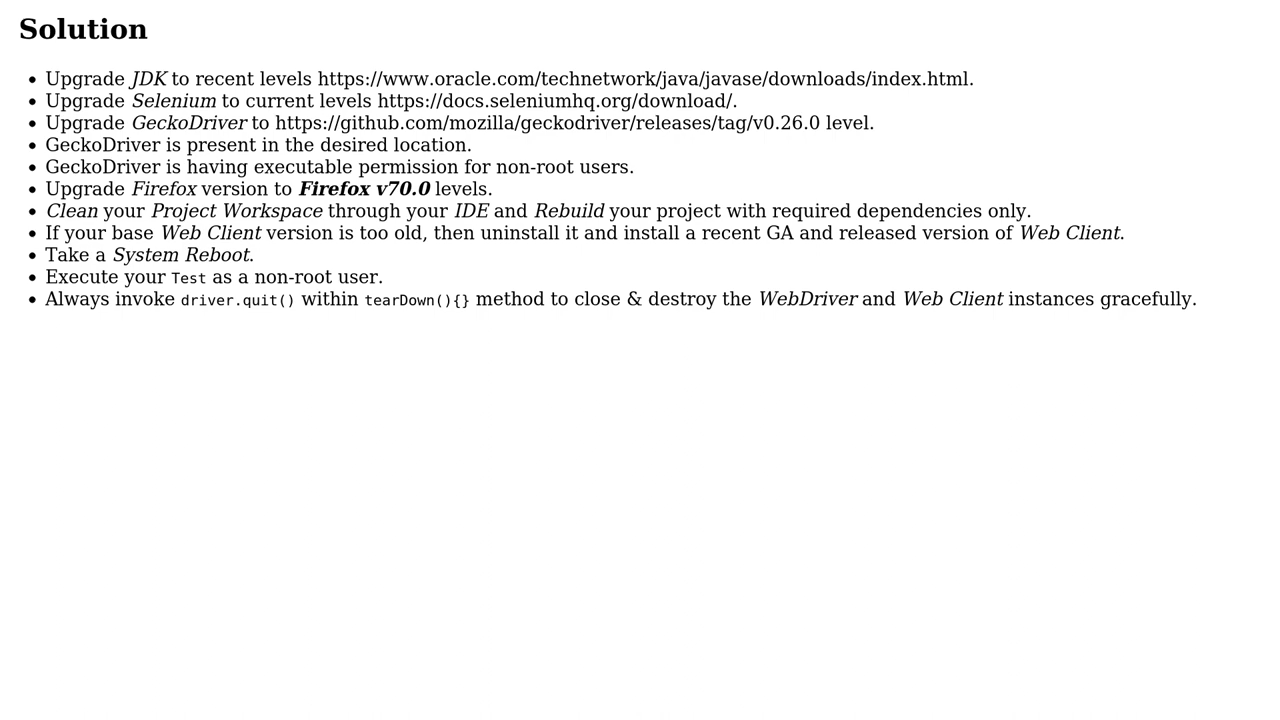 Solution
Upgrade JDK to recent levels https://www.oracle.com/technetwork/java/javase/downloads/index.html.
Upgrade Selenium to current levels https://docs.seleniumhq.org/download/.
Upgrade GeckoDriver to https://github.com/mozilla/geckodriver/releases/tag/v0.26.0 level.
GeckoDriver is present in the desired location.
GeckoDriver is having executable permission for non-root users.
Upgrade Firefox version to Firefox v70.0 levels.
Clean your Project Workspace through your IDE and Rebuild your project with required dependencies only.
If your base Web Client version is too old, then uninstall it and install a recent GA and released version of Web Client.
Take a System Reboot.
Execute your Test as a non-root user.
Always invoke driver.quit() within tearDown(){} method to close & destroy the WebDriver and Web Client instances gracefully.